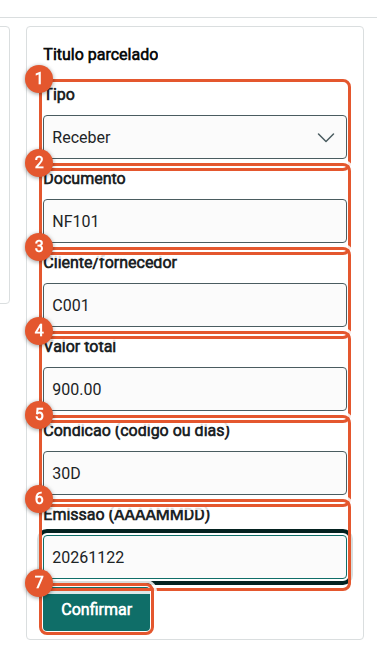 Titulo parcelado
1
Tipo
Receber
2
Documento
NF101
3
Cliente/fornecedor
C001
4
Valor total
900.00
5
Condicao (codigo ou dias)
30D
6
Emissao (AAAAMMDD)
20261122
7
Confirmar